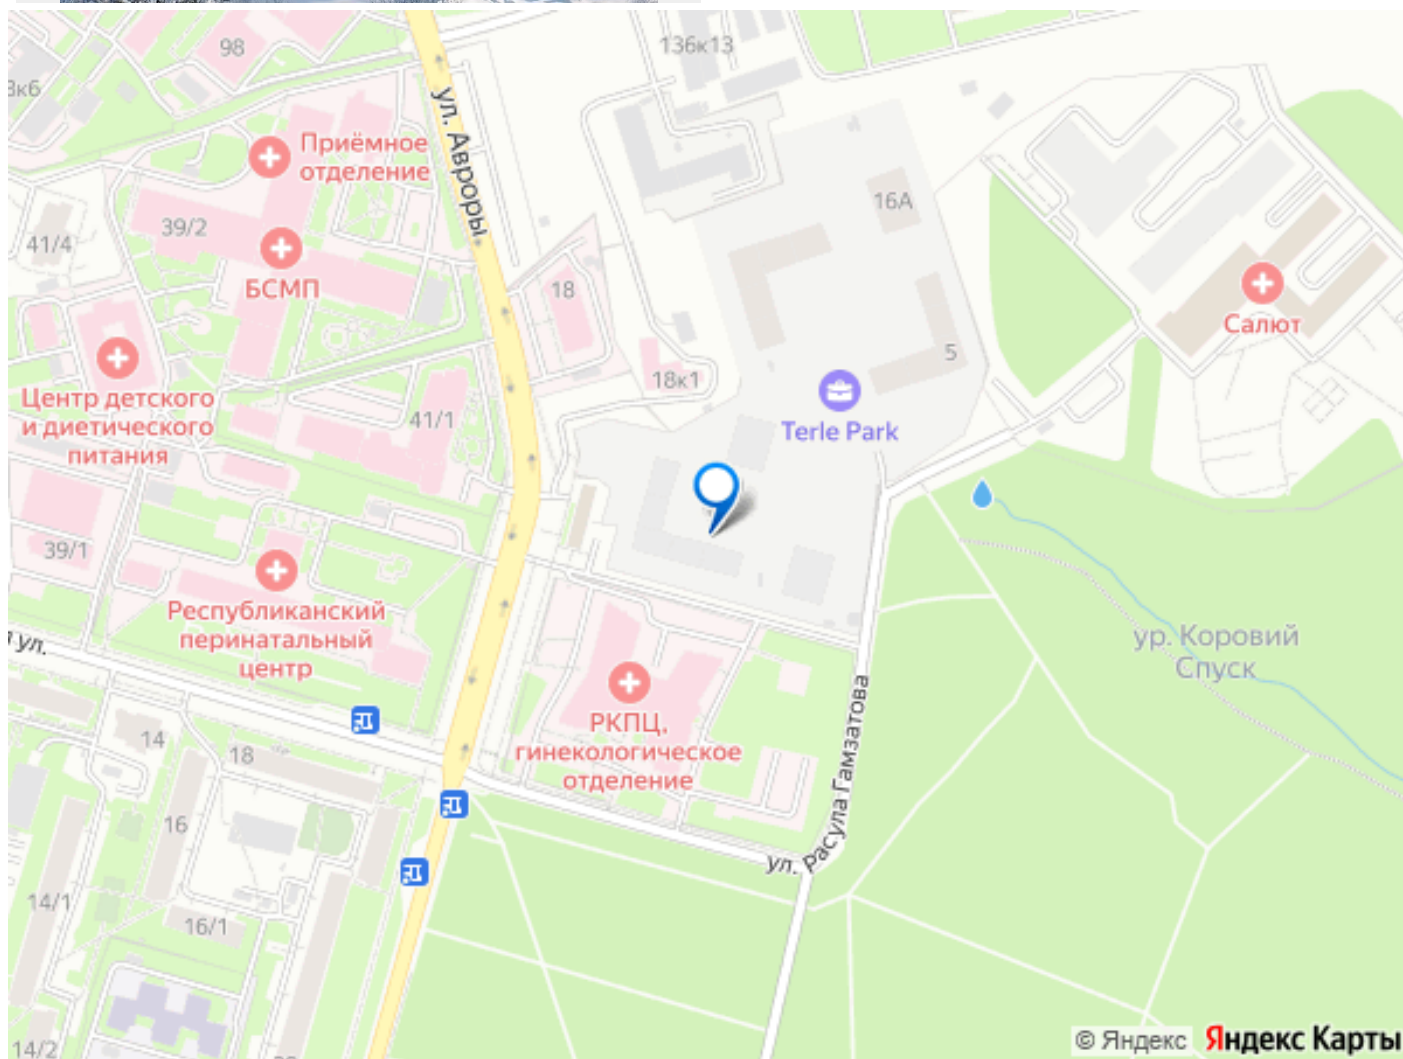 98
136к13
3к6
ул. Авроры
Приёмное
отделение
16А
39/2
41/4
БСМП
18
Салют
5
18к1
Центр детского
и диетического
питания
41/1
Terle Park
39/1
Республиканский
перинатальный
центр
ур. Коровий
Спуск
ул.
РКПЦ,
гинекологическое
отделение
14
18
16
ул. Расула Гамзатова
14/1
16/1
14/2
© Яндекс
Яндекс Карты